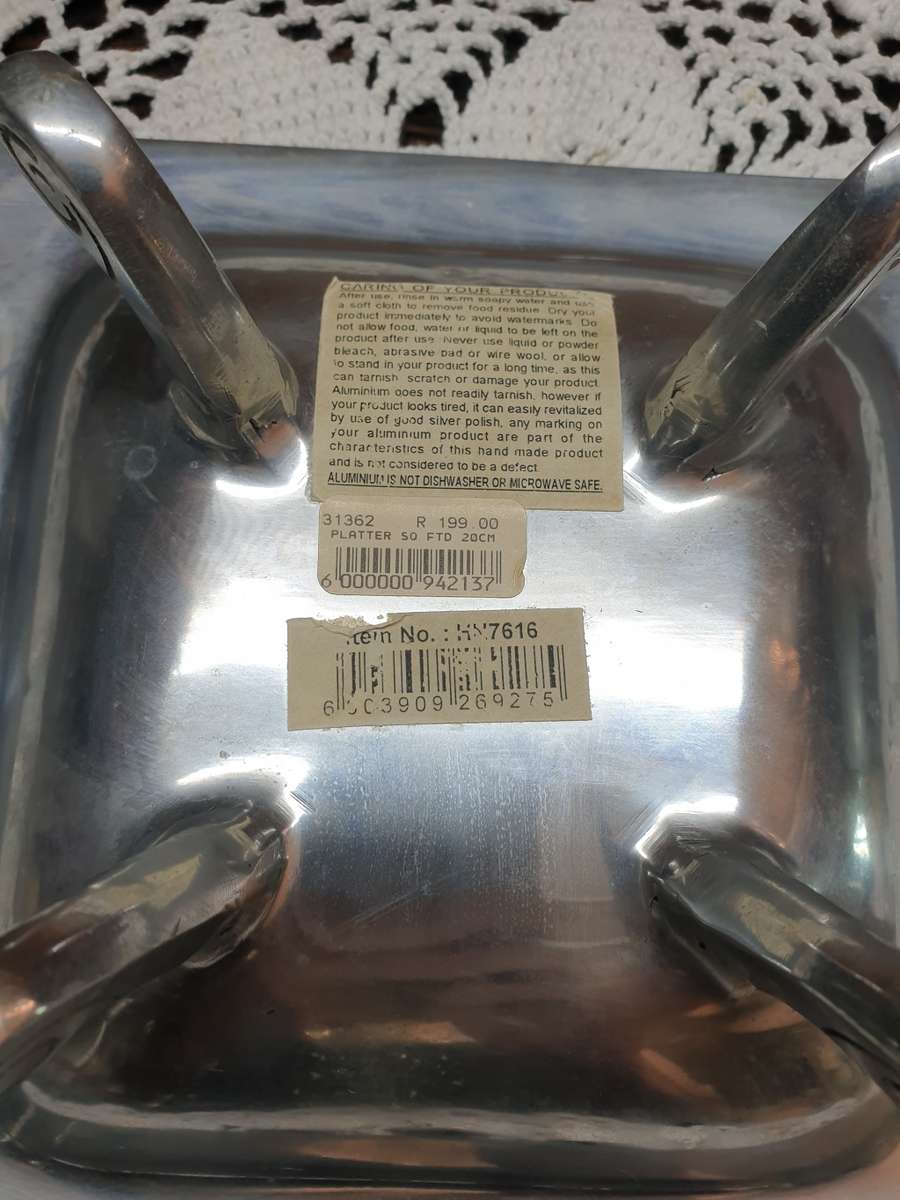 CARING OF YOUR
After use, rinse in warm soapy water and use
a soft cloth to remove food residue. Dry your
product immediately to avoid watermarks. Do
not allow food, water or liquid to be left on the
product after use. Never use liquid or powder
bleach, abrasive pad or wire wool, or allow
to stand in your product for a long time, as this
can tarnish scratch or damage your product.
Aluminium does not readily tarnish, however if
your product looks tired, it can easily revitalized
by use of good silver polish, any marking on
your aluminium product are part of the
characteristics of this hand made product
and is not considered to be a defect.
ALUMINIUM IS NOT DISHWASHER OR MICROWAVE SAFE.
31362 R 199.00
PLATTER SQ FTD 20CM
6 000000 942137
Item No. :
269275